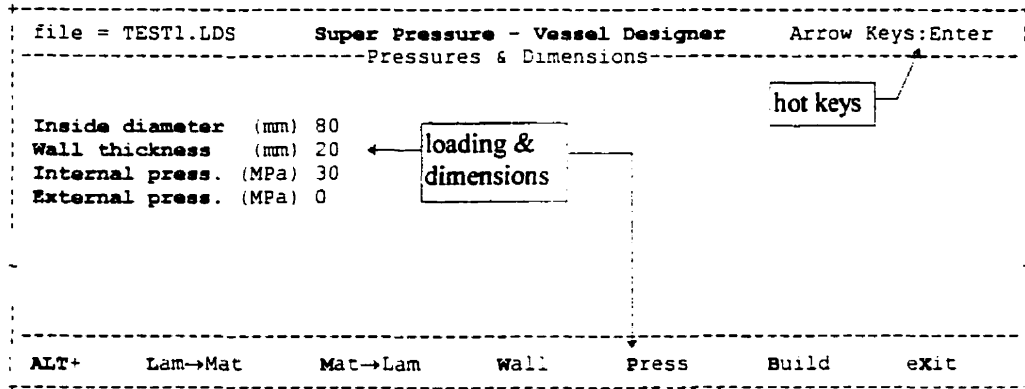 file = TEST1.LDS Super Pressure - Vessel Designer Arrow Keys:Enter
Pressures & Dimensions
hot keys
Inside diameter (mm) 80
Wall thickness (mm) 20
Internal press. (MPa) 30
External press. (MPa) 0
loading &
dimensions
ALT+ Lam→Mat Mat→Lam Wall Press Build eXit